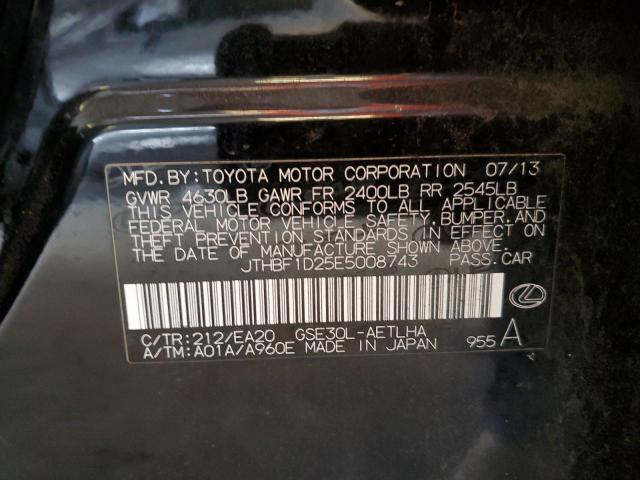 MFD.BY:TOYOTA MOTOR CORPORATION 07/13
GVWR 4630LB GAWR FR 2400LB RR 2545LB
THIS VEHICLE CONFORMS TO ALL APPLICABLE
FEDERAL MOTOR VEHICLE SAFETY, BUMPER,AND
THEFT PREVENTION STANDARDS IN EFFECT ON
THE DATE OF MANUFACTURE SHOWN ABOVE.
JTHBF1D25E5008743 PASS.CAR
C/TR:212/EA20 GSE30L-AETLHA
A/TM:A01A/A960E MADE IN JAPAN 955 A